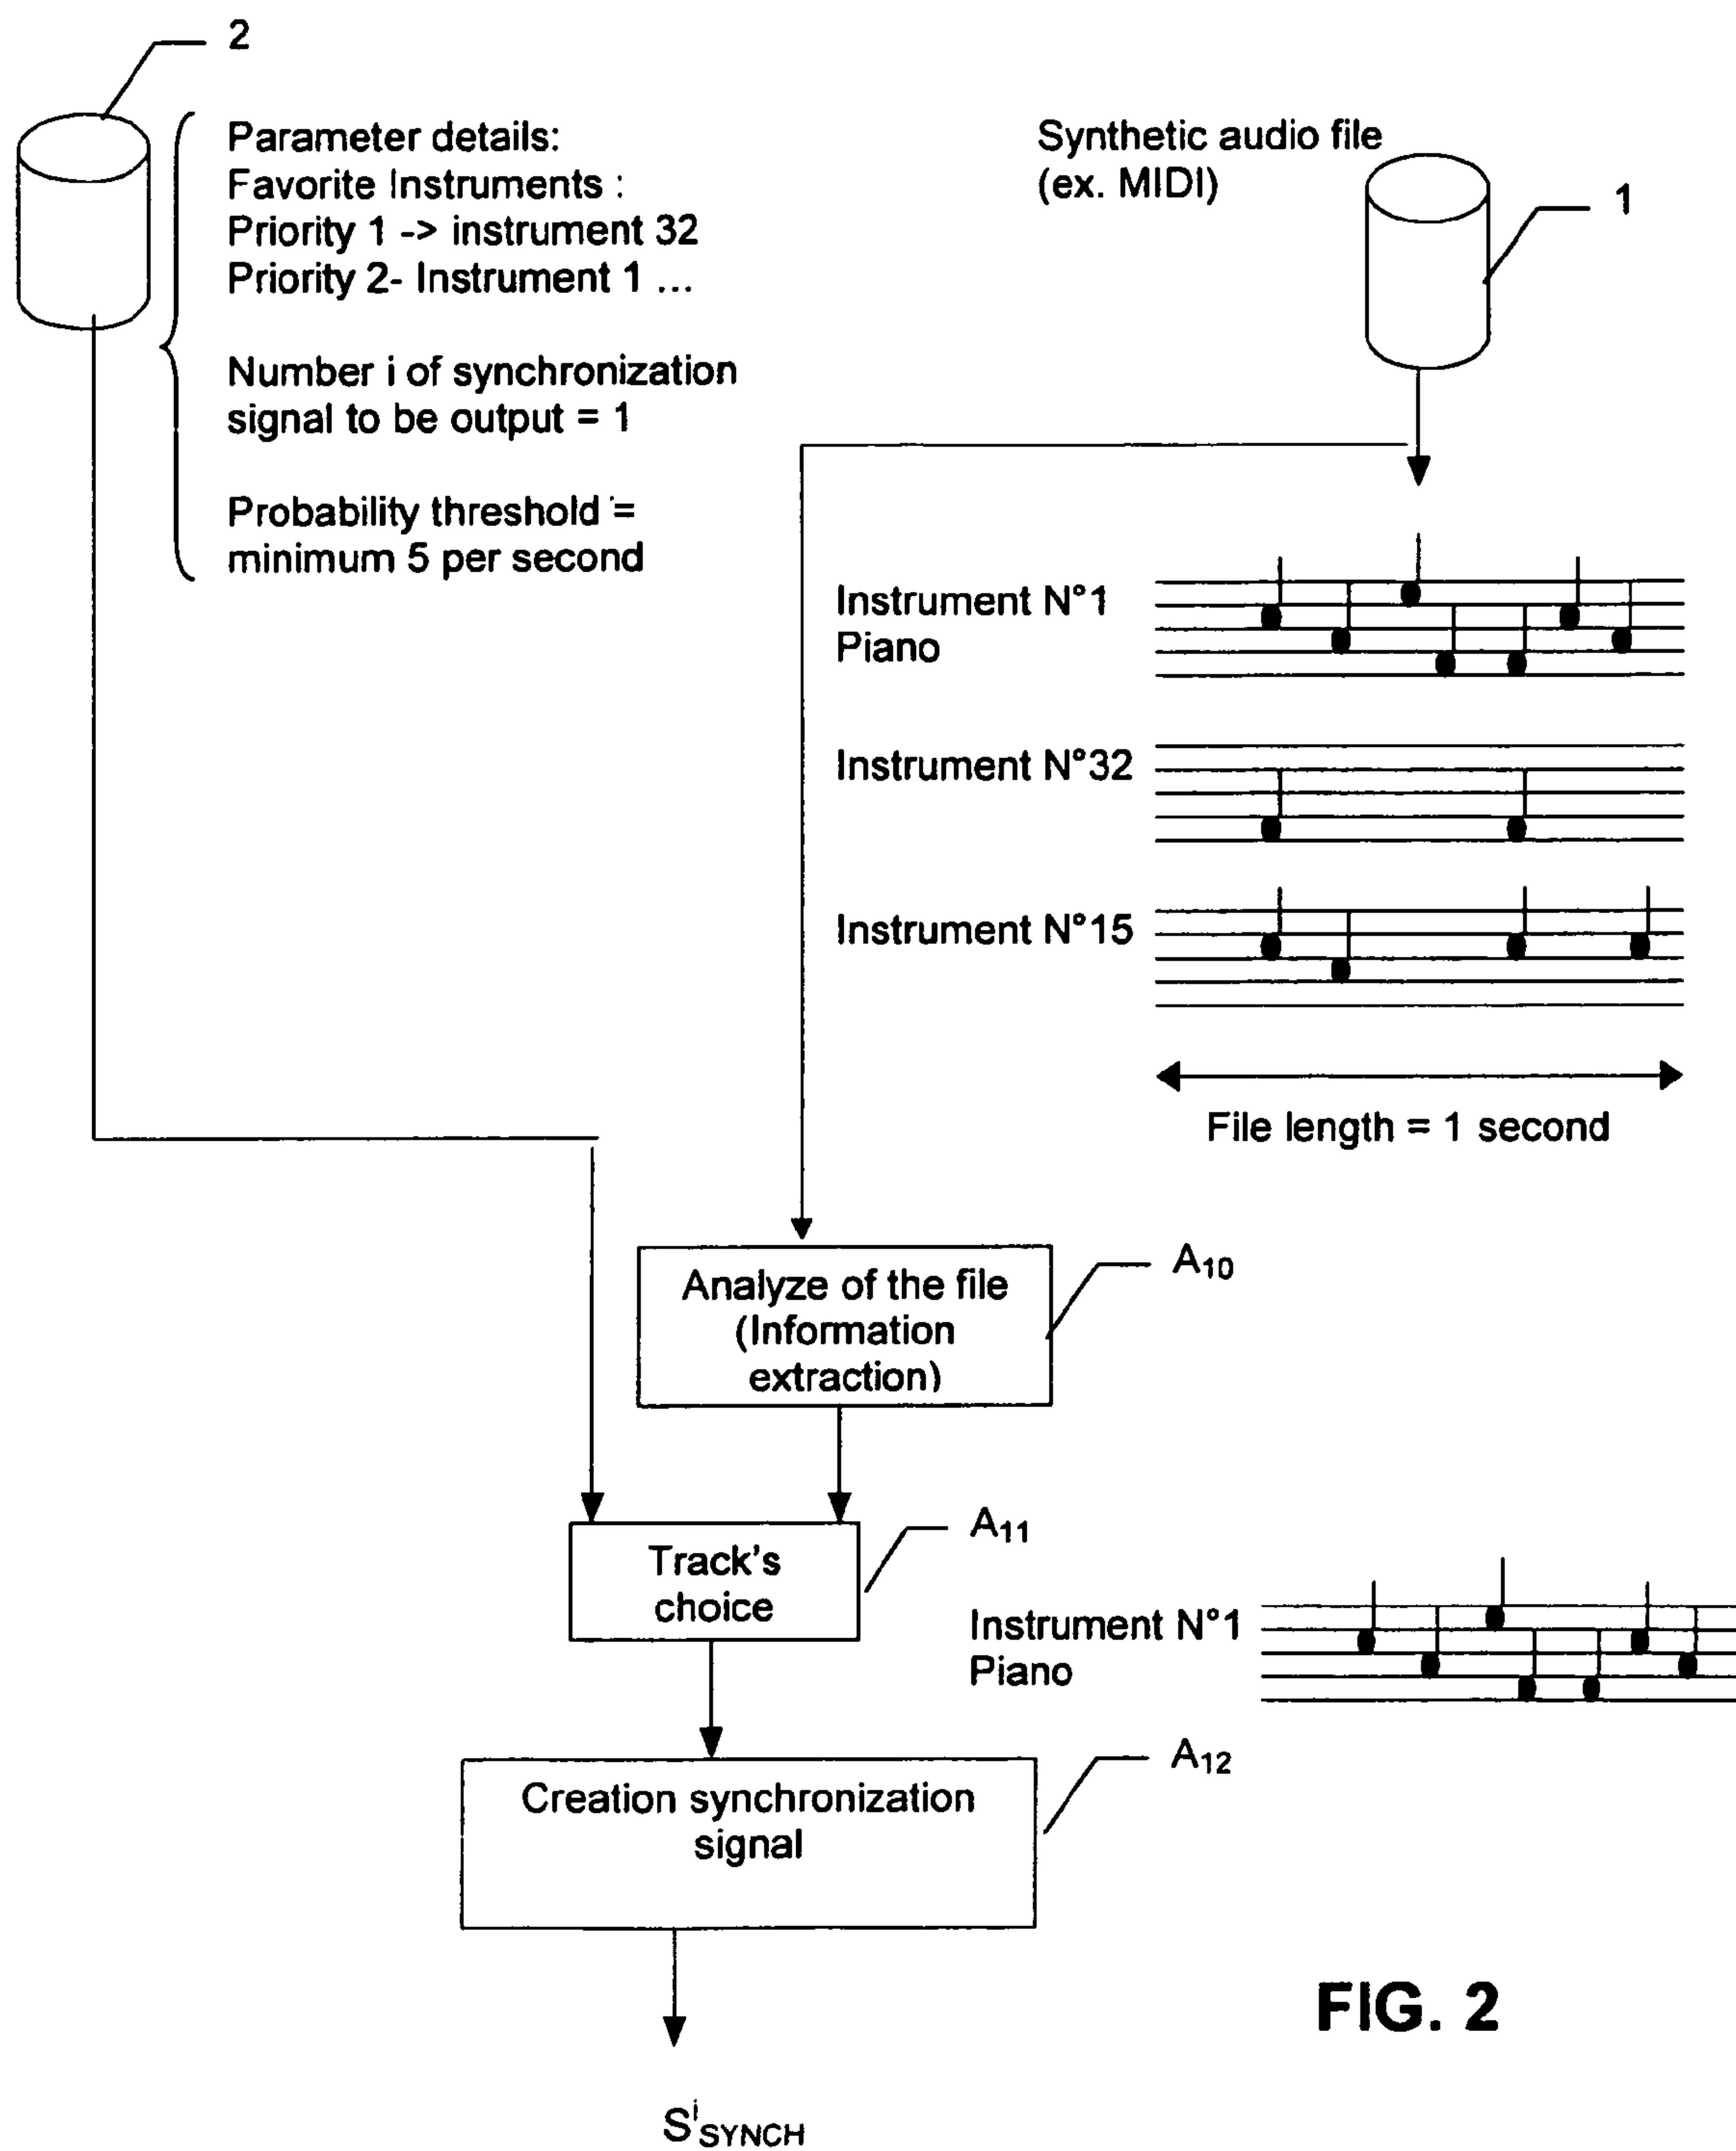 2
Parameter details:
Favorite Instruments :
Priority 1 -> instrument 32
Priority 2- Instrument 1 ...
Number i of synchronization
signal to be output = 1
Probability threshold =
minimum 5 per second
Synthetic audio file
(ex. MIDI)
1
Instrument N°1
Piano
Instrument N°32
Instrument N°15
File length = 1 second
Analyze of the file
(Information
extraction)
A10
Track's
choice
A11
Instrument N°1
Piano
Creation synchronization
signal
A12
FIG. 2
SiSYNCH